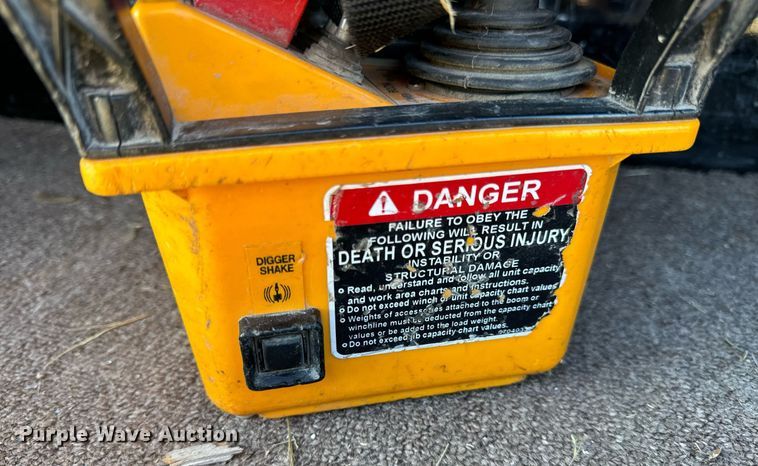 DANGER
FAILURE TO OBEY THE
FOLLOWING WILL RESULT IN
DEATH OR SERIOUS INJURY
INSTABILITY OR
STRUCTURAL DAMAGE
Read, understand and follow all unit capacity
and work area chart and instructions.
Do not exceed winch or unit capacity chart values
Weights of accessories attached to the boom or
winchline must be deducted from the capacity chart
values or be added to the load weight.
Do not exceed jib capacity chart values.
DIGGER
SHAKE
Purple Wave Auction